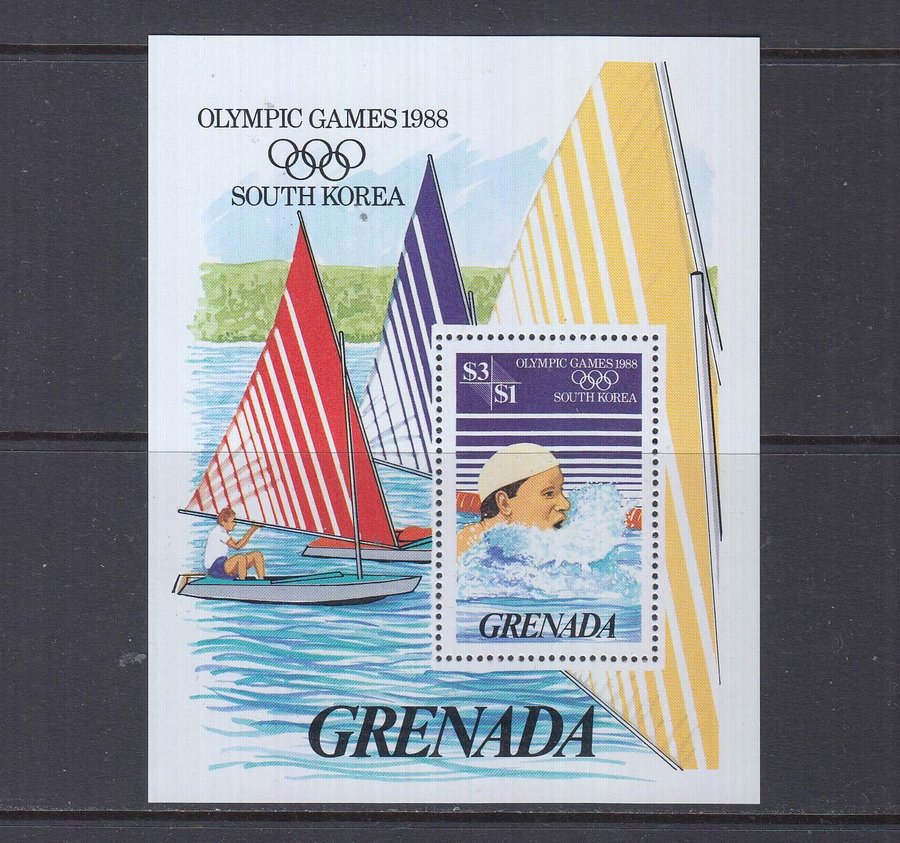 OLYMPIC GAMES 1988
SOUTH KOREA
$3
$1
OLYMPIC GAMES 1988
SOUTH KOREA
GRENADA
GRENADA